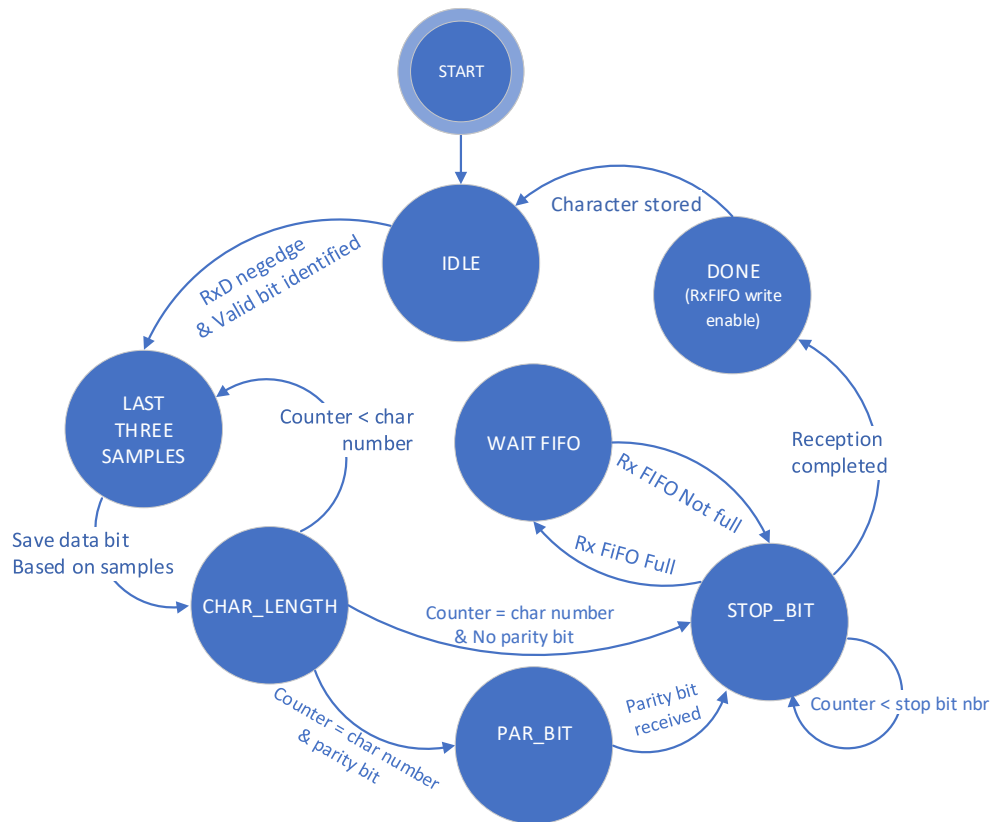 START
IDLE
Character stored
DONE
(RxFIFO write
enable)
RxD negedge
& Valid bit identified
LAST
THREE
SAMPLES
Counter < char
number
WAIT FIFO
Rx FIFO Not full
Rx FiFO Full
Reception
completed
Save data bit
Based on samples
CHAR_LENGTH
Counter = char number
& No parity bit
STOP_BIT
Counter = char number
& parity bit
PAR_BIT
Parity bit
received
Counter < stop bit nbr